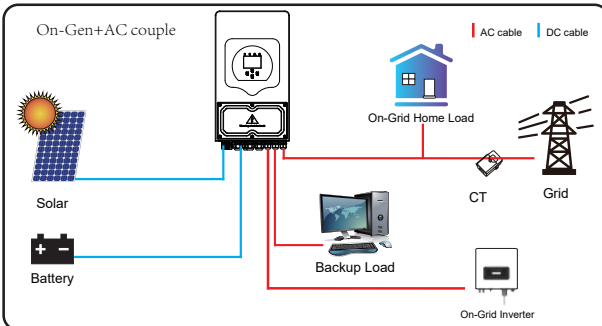 On-Gen+AC couple
AC cable
DC cable
On-Grid Home Load
Solar
CT
Grid
Battery
Backup Load
On-Grid Inverter